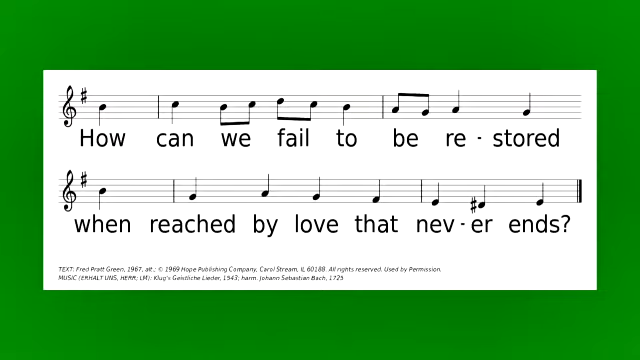 How can we fail to be re - stored
when reached by love that nev - er ends?
TEXT: Fred Pratt Green, 1967, alt.; © 1969 Hope Publishing Company, Carol Stream, IL 60188. All rights reserved. Used by Permission.
MUSIC (ERHALT UNS, HERR; LM): Klug's Geistliche Lieder, 1543; harm. Johann Sebastian Bach, 1725